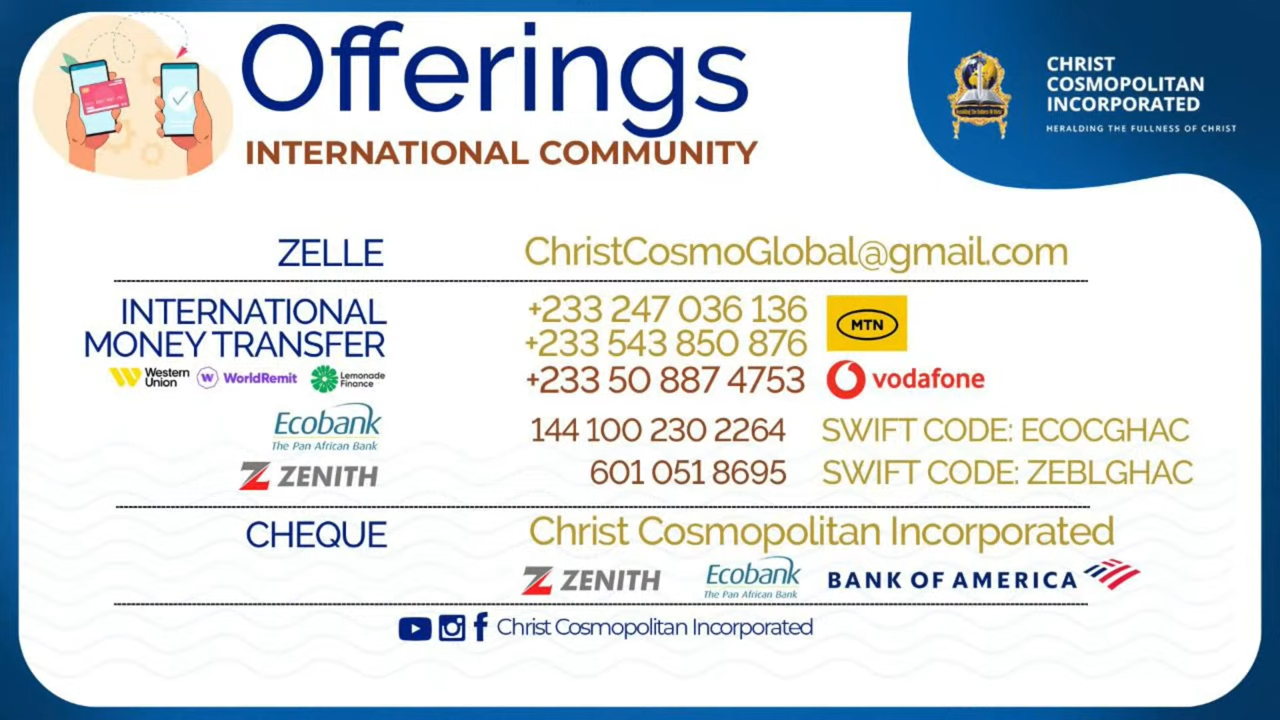 Offerings
INTERNATIONAL COMMUNITY
CHRIST
COSMOPOLITAN
INCORPORATED
HERALDING THE FULLNESS OF CHRIST
ZELLE
ChristCosmoGlobal@gmail.com
INTERNATIONAL
MONEY TRANSFER
Western
Union
W WorldRemit
Lemonade
Finance
+233 247 036 136
+233 543 850 876
MTN
+233 50 887 4753
vodafone
Ecobank
The Pan African Bank
144 100 230 2264
SWIFT CODE: ECOCGHAC
Z ZENITH
601 051 8695
SWIFT CODE: ZEBLGHAC
CHEQUE
Christ Cosmopolitan Incorporated
Z ZENITH
Ecobank
The Pan African Bank
BANK OF AMERICA
Christ Cosmopolitan Incorporated